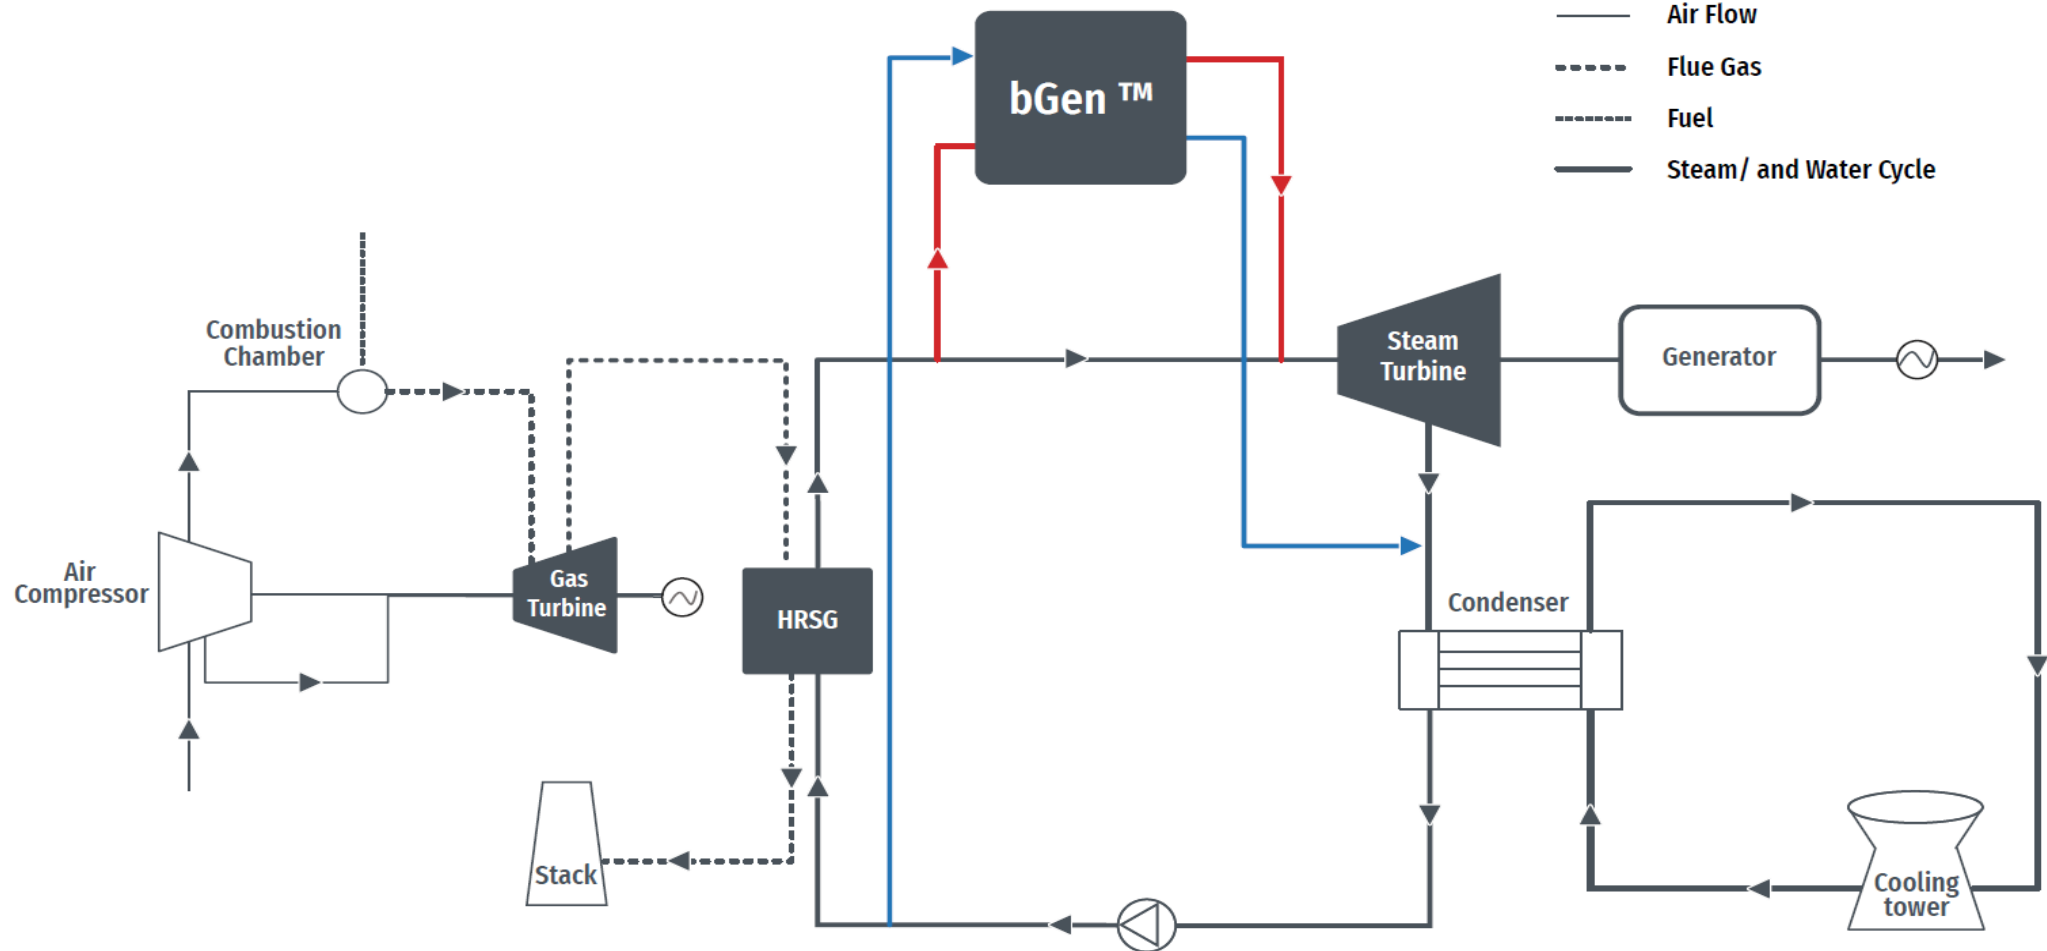 Air Flow
bGen ™
Flue Gas
Fuel
Steam/ and Water Cycle
Combustion
Chamber
Steam
Turbine
Generator
Air
Compressor
Gas
Turbine
HRSG
Condenser
Stack
Cooling
tower